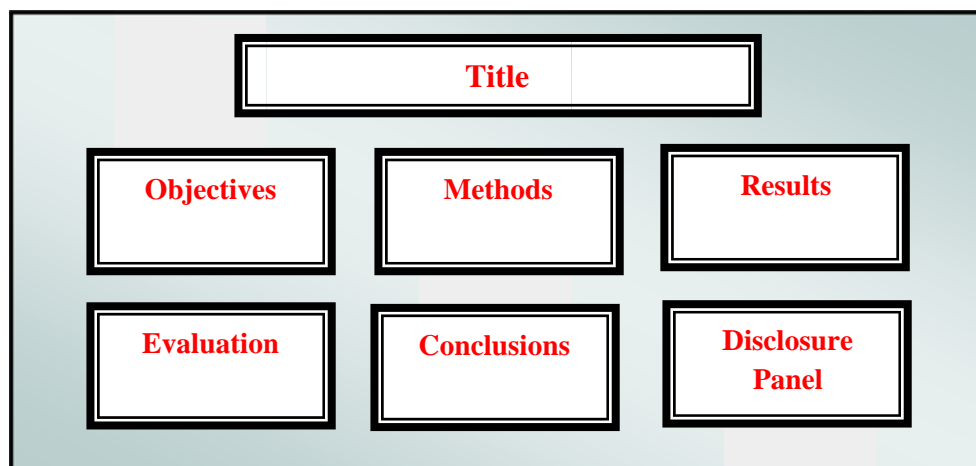 Title
Objectives
Methods
Results
Evaluation
Conclusions
Disclosure
Panel